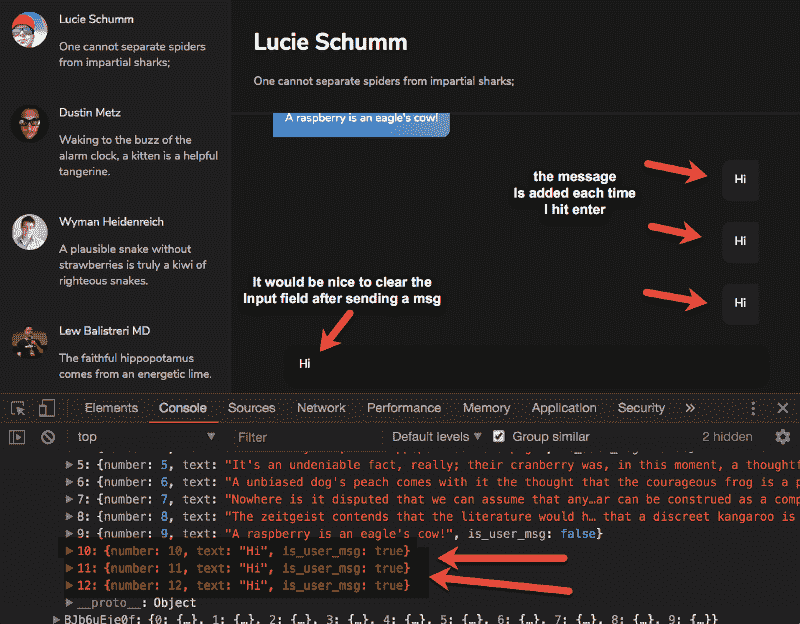 Lucie Schumm
One cannot separate spiders
from impartial sharks;
Dustin Metz
Waking to the buzz of the
alarm clock, a kitten is a helpful
tangerine.
Wyman Heidenreich
A plausible snake without
strawberries is truly a kiwi of
righteous snakes.
Lew Balistreri MD
The faithful hippopotamus
comes from an energetic lime.
Lucie Schumm
One cannot separate spiders from impartial sharks;
A raspberry is an eagle's cow!
the message
Is added each time
I hit enter
Hi
Hi
Hi
It would be nice to clear the
Input field after sending a msg
Hi
Elements Console Sources Network Performance Memory Application Security »
top Filter Default levels Group similar 2 hidden
5: {number: 5, text: "It's an undeniable fact, really; their cranberry was, in this moment, a thoughtf
6: {number: 6, text: "A unbiased dog's peach comes with it the thought that the courageous frog is a p
7: {number: 7, text: "Nowhere is it disputed that we can assume that any…ar can be construed as a comp
8: {number: 8, text: "The zeitgeist contends that the literature would h… that a discreet kangaroo is
9: {number: 9, text: "A raspberry is an eagle's cow!", is_user_msg: false}
10: {number: 10, text: "Hi", is_user_msg: true}
11: {number: 11, text: "Hi", is_user_msg: true}
12: {number: 12, text: "Hi", is_user_msg: true}
__proto__: Object
BJb6uEje0f: {0: {…}, 1: {…}, 2: {…}, 3: {…}, 4: {…}, 5: {…}, 6: {…}, 7: {…}, 8: {…}, 9: {…}}